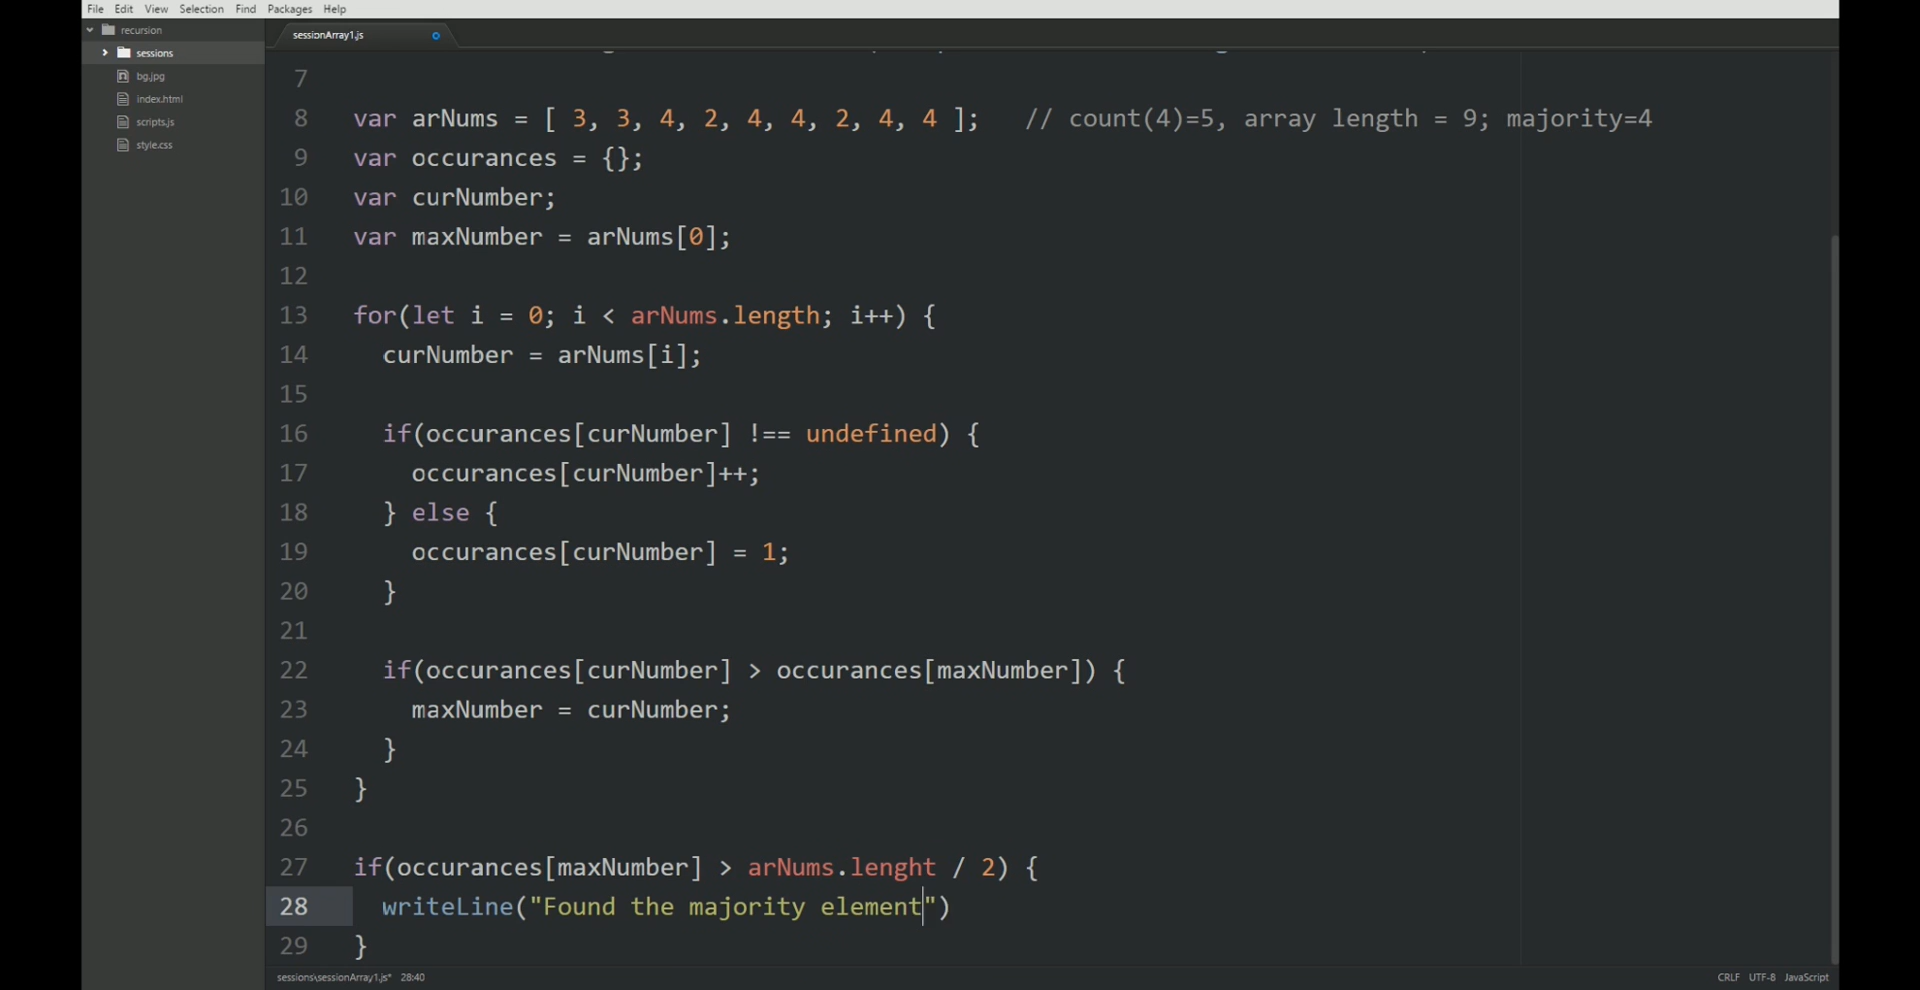 File Edit View Selection Find Packages Help
recursion
sessions
bg.jpg
index.html
scripts.js
style.css
sessionArray1.js
7
8 var arNums = [ 3, 3, 4, 2, 4, 4, 2, 4, 4 ]; // count(4)=5, array length = 9; majority=4
9 var occurances = {};
10 var curNumber;
11 var maxNumber = arNums[0];
12
13 for(let i = 0; i < arNums.length; i++) {
14 curNumber = arNums[i];
15
16 if(occurances[curNumber] !== undefined) {
17 occurances[curNumber]++;
18 } else {
19 occurances[curNumber] = 1;
20 }
21
22 if(occurances[curNumber] > occurances[maxNumber]) {
23 maxNumber = curNumber;
24 }
25 }
26
27 if(occurances[maxNumber] > arNums.lenght / 2) {
28 writeLine("Found the majority element")
29 }
sessions\sessionArray1.js* 28:40 CRLF UTF-8 JavaScript